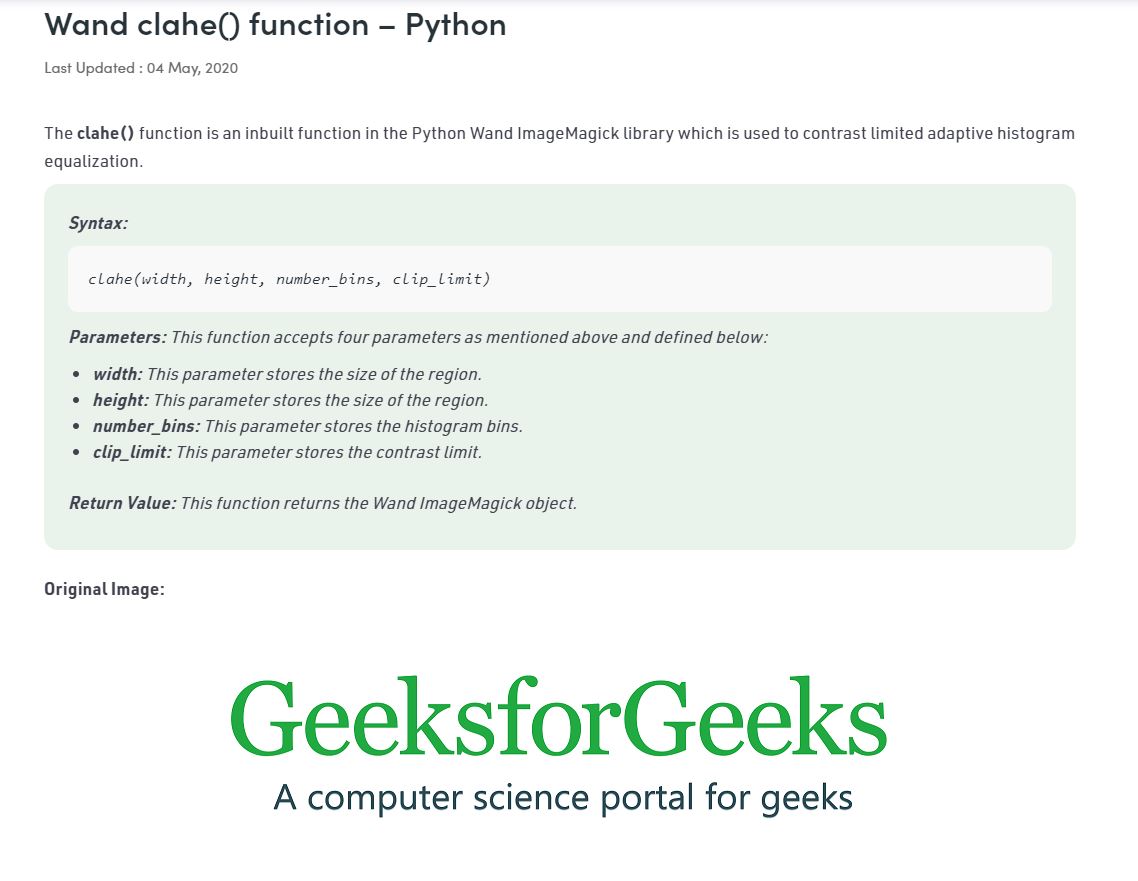 Wand clahe() function – Python
Last Updated : 04 May, 2020
The clahe() function is an inbuilt function in the Python Wand ImageMagick library which is used to contrast limited adaptive histogram
equalization.
Syntax:
clahe(width, height, number_bins, clip_limit)
Parameters: This function accepts four parameters as mentioned above and defined below:
• width: This parameter stores the size of the region.
• height: This parameter stores the size of the region.
• number_bins: This parameter stores the histogram bins.
• clip_limit: This parameter stores the contrast limit.
Return Value: This function returns the Wand ImageMagick object.
Original Image:
GeeksforGeeks
A computer science portal for geeks